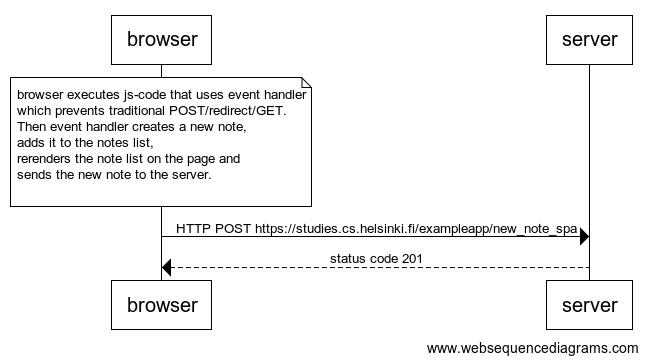 browser
server
browser executes js-code that uses event handler
which prevents traditional POST/redirect/GET.
Then event handler creates a new note,
adds it to the notes list,
rerenders the note list on the page and
sends the new note to the server.
HTTP POST https://studies.cs.helsinki.fi/exampleapp/new_note_spa
status code 201
browser
server
www.websequencediagrams.com